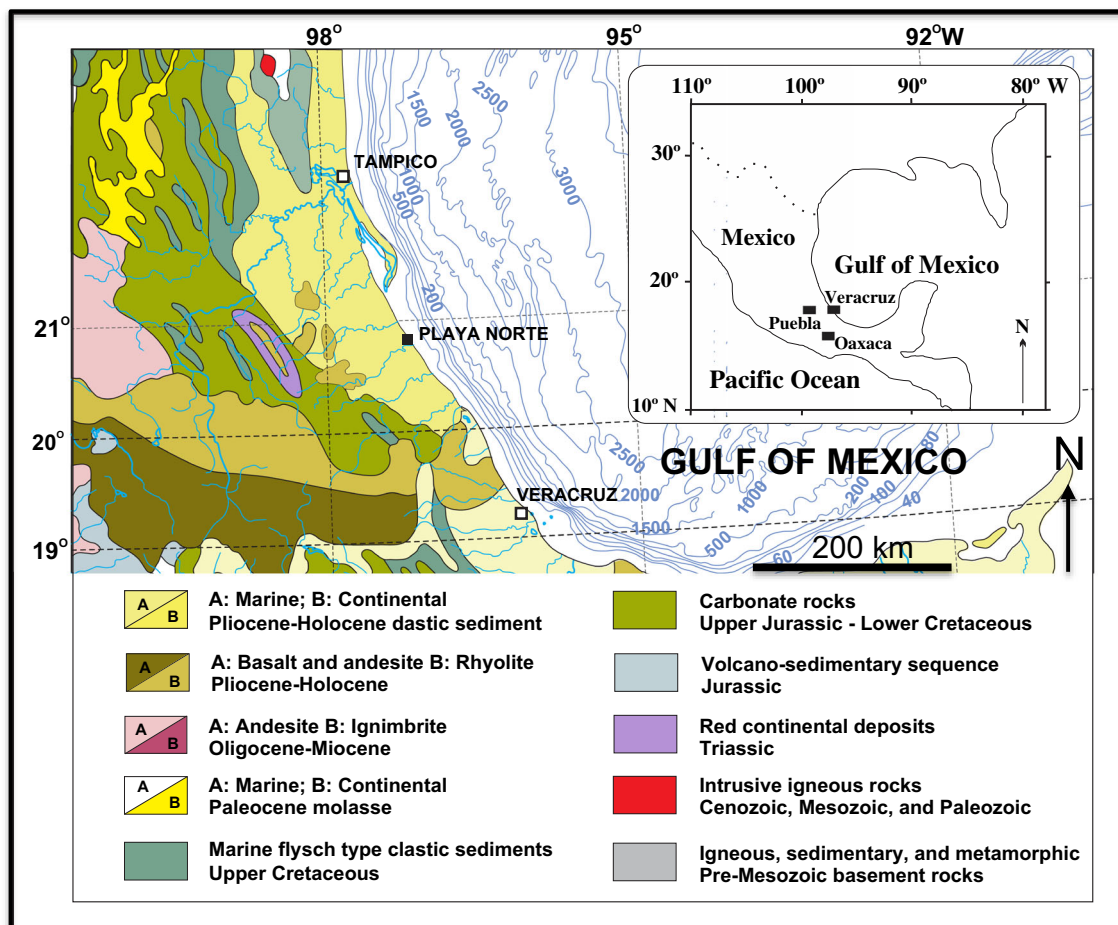 98°
95°
92°W
TAMPICO
PLAYA NORTE
VERACRUZ
GULF OF MEXICO
N
200 km
21°
20°
19°
1500
2500
2000
1000
500
3000
200
2500
2000
1500
1000
500
200
100
80
60
40
110°
100°
90°
80° W
30°
20°
10° N
Mexico
Gulf of Mexico
Veracruz
Puebla
Oaxaca
Pacific Ocean
N
A
B
A: Marine; B: Continental
Pliocene-Holocene dastic sediment
A
B
A: Basalt and andesite B: Rhyolite
Pliocene-Holocene
A
B
A: Andesite B: Ignimbrite
Oligocene-Miocene
A
B
A: Marine; B: Continental
Paleocene molasse
Marine flysch type clastic sediments
Upper Cretaceous
Carbonate rocks
Upper Jurassic - Lower Cretaceous
Volcano-sedimentary sequence
Jurassic
Red continental deposits
Triassic
Intrusive igneous rocks
Cenozoic, Mesozoic, and Paleozoic
Igneous, sedimentary, and metamorphic
Pre-Mesozoic basement rocks